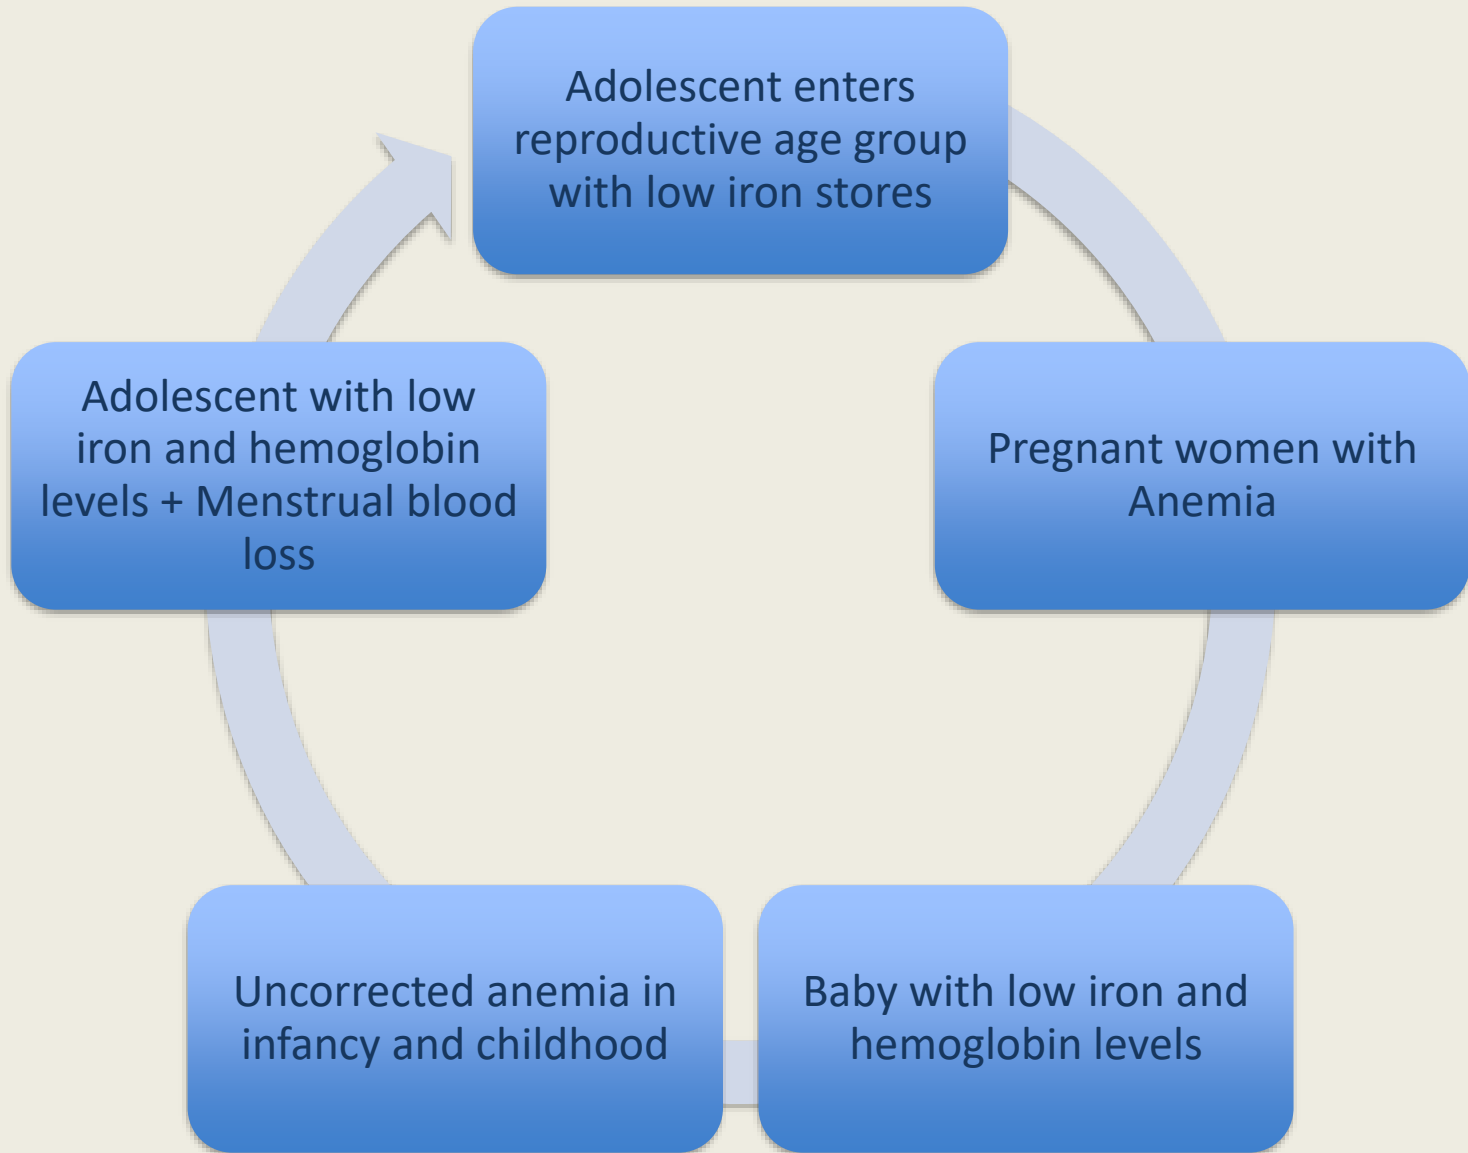 Adolescent enters
reproductive age group
with low iron stores
Pregnant women with
Anemia
Baby with low iron and
hemoglobin levels
Uncorrected anemia in
infancy and childhood
Adolescent with low
iron and hemoglobin
levels + Menstrual blood
loss